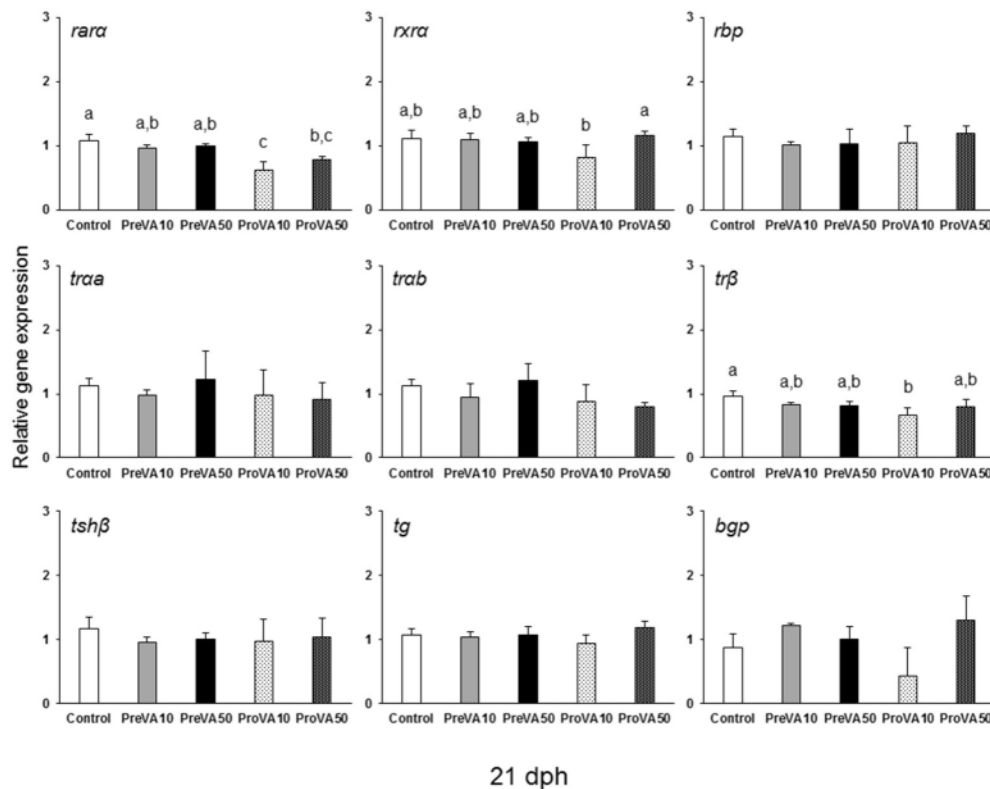 3
rarα
2
a
a,b
a,b
c
b,c
1
0
Control PreVA10 PreVA50 ProVA10 ProVA50
3
rxrα
2
a,b
a,b
a,b
b
a
1
0
Control PreVA10 PreVA50 ProVA10 ProVA50
3
rbp
2
1
0
Control PreVA10 PreVA50 ProVA10 ProVA50
Relative gene expression
3
trαa
2
1
0
Control PreVA10 PreVA50 ProVA10 ProVA50
3
trαb
2
1
0
Control PreVA10 PreVA50 ProVA10 ProVA50
3
trβ
2
a
a,b
a,b
b
a,b
1
0
Control PreVA10 PreVA50 ProVA10 ProVA50
3
tshβ
2
1
0
Control PreVA10 PreVA50 ProVA10 ProVA50
3
tg
2
1
0
Control PreVA10 PreVA50 ProVA10 ProVA50
3
bgp
2
1
0
Control PreVA10 PreVA50 ProVA10 ProVA50
21 dph